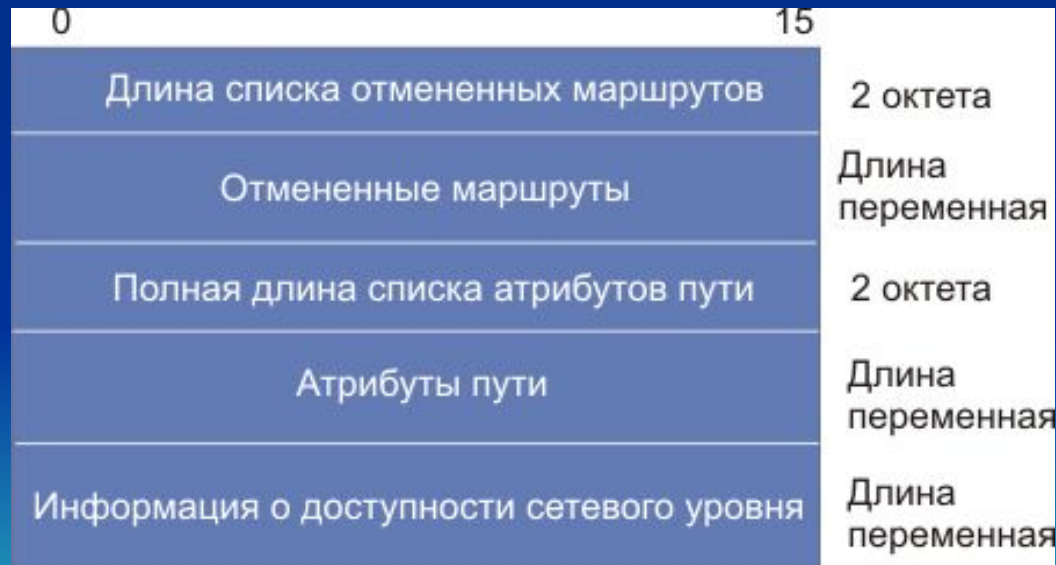 0 15
Длина списка отмененных маршрутов 2 октета
Отмененные маршруты Длина
переменная
Полная длина списка атрибутов пути 2 октета
Атрибуты пути Длина
переменная
Информация о доступности сетевого уровня Длина
переменная